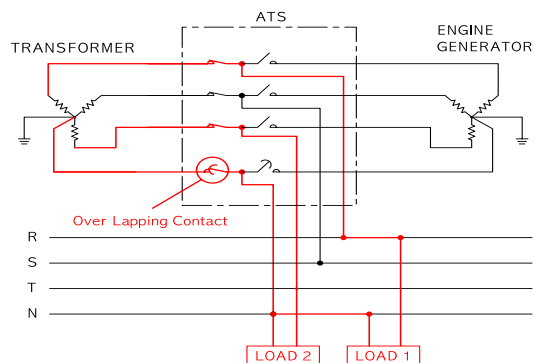 ATS
TRANSFORMER
ENGINE
GENERATOR
Over Lapping Contact
R
S
T
N
LOAD 2
LOAD 1